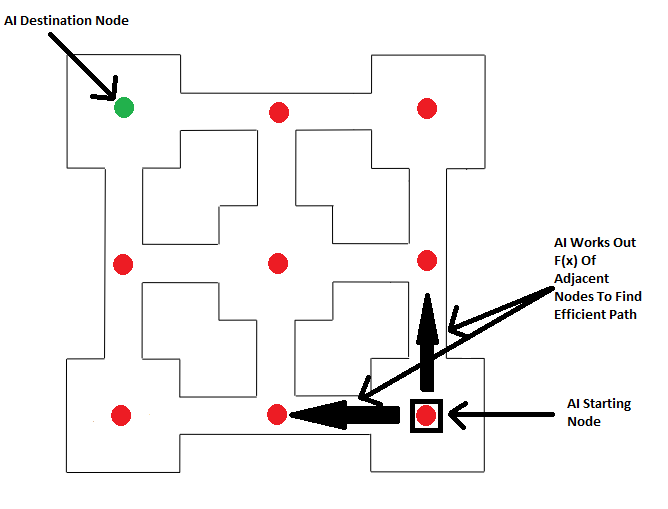 AI Destination Node
AI Works Out
F(x) Of
Adjacent
Nodes To Find
Efficient Path
AI Starting
Node